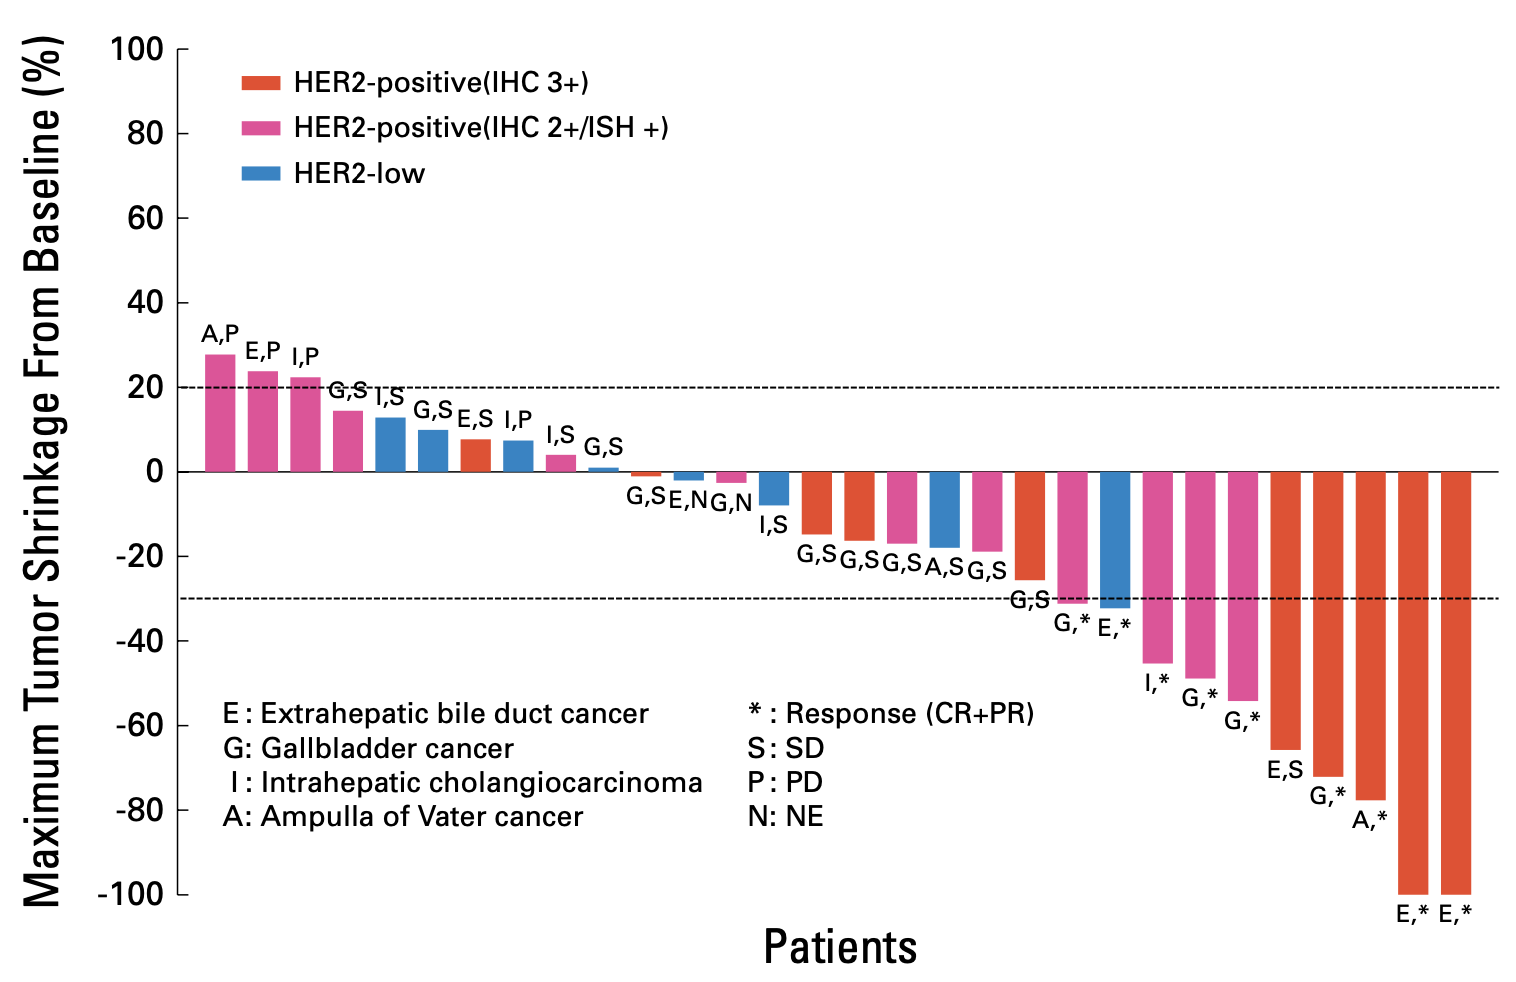 Maximum Tumor Shrinkage From Baseline (%)
100
80
60
40
20
0
-20
-40
-60
-80
-100
HER2-positive(IHC 3+)
HER2-positive(IHC 2+/ISH +)
HER2-low
A,P
E,P
I,P
G,S
I,S
G,S
E,S
I,P
I,S
G,S
G,S
E,N
G,N
I,S
G,S
G,S
G,S
A,S
G,S
G,S
G,*
E,*
I,*
G,*
G,*
E,S
G,*
A,*
E,*
E,*
E : Extrahepatic bile duct cancer
G: Gallbladder cancer
I : Intrahepatic cholangiocarcinoma
A: Ampulla of Vater cancer
* : Response (CR+PR)
S : SD
P : PD
N: NE
Patients